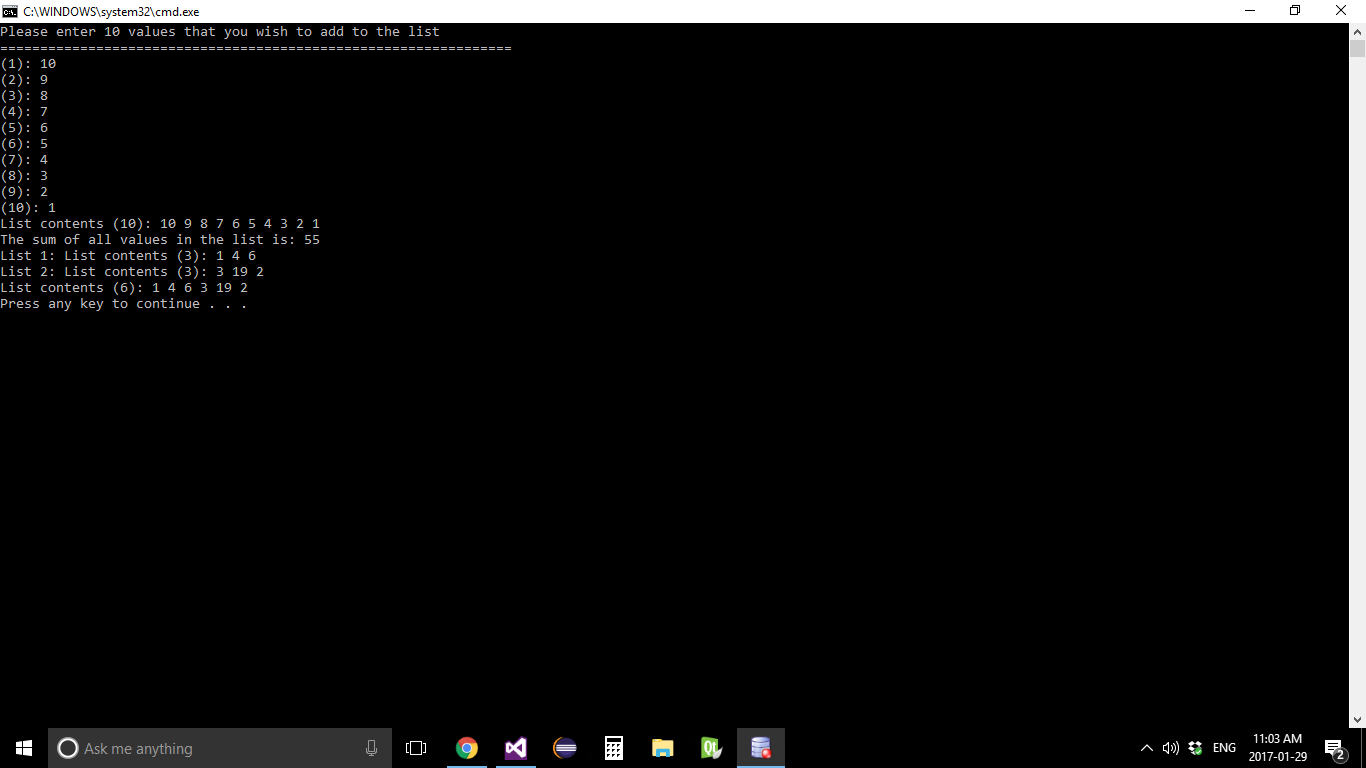 C:\WINDOWS\system32\cmd.exe
Please enter 10 values that you wish to add to the list
================================================================
(1): 10
(2): 9
(3): 8
(4): 7
(5): 6
(6): 5
(7): 4
(8): 3
(9): 2
(10): 1
List contents (10): 10 9 8 7 6 5 4 3 2 1
The sum of all values in the list is: 55
List 1: List contents (3): 1 4 6
List 2: List contents (3): 3 19 2
List contents (6): 1 4 6 3 19 2
Press any key to continue . . .
Ask me anything
Qt
ENG
11:03 AM
2017-01-29
2